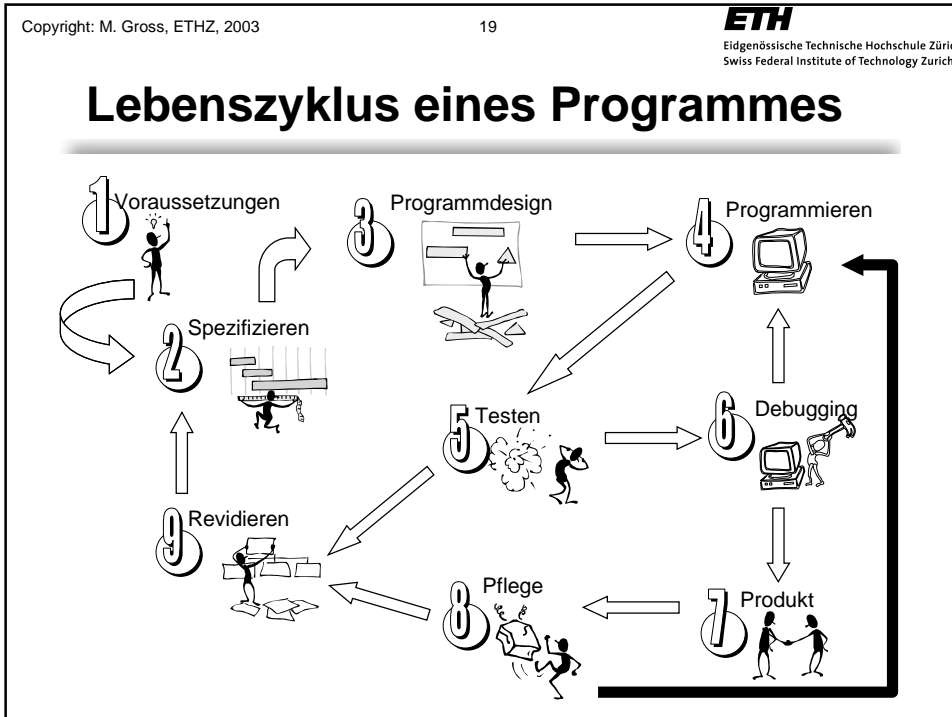 Copyright: M. Gross, ETHZ, 2003
19
ETH
Eidgenössische Technische Hochschule Züri
Swiss Federal Institute of Technology Zurich
Lebenszyklus eines Programmes
1 Voraussetzungen
3 Programmdesign
4 Programmieren
2 Spezifizieren
5 Testen
6 Debugging
9 Revidieren
8 Pflege
7 Produkt